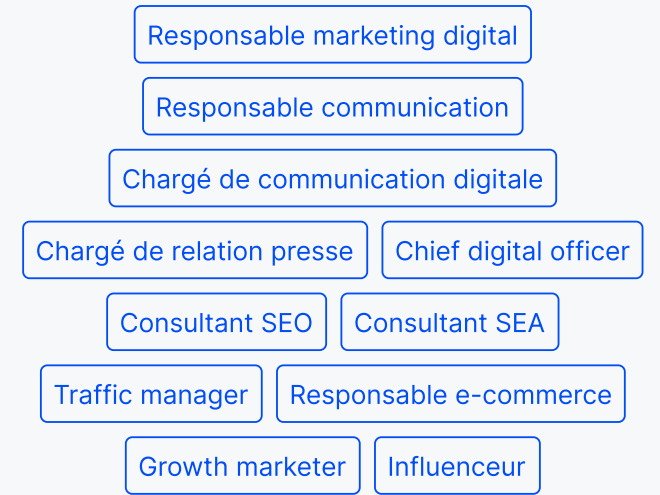 Responsable marketing digital
Responsable communication
Chargé de communication digitale
Chargé de relation presse Chief digital officer
Consultant SEO Consultant SEA
Traffic manager Responsable e-commerce
Growth marketer Influenceur